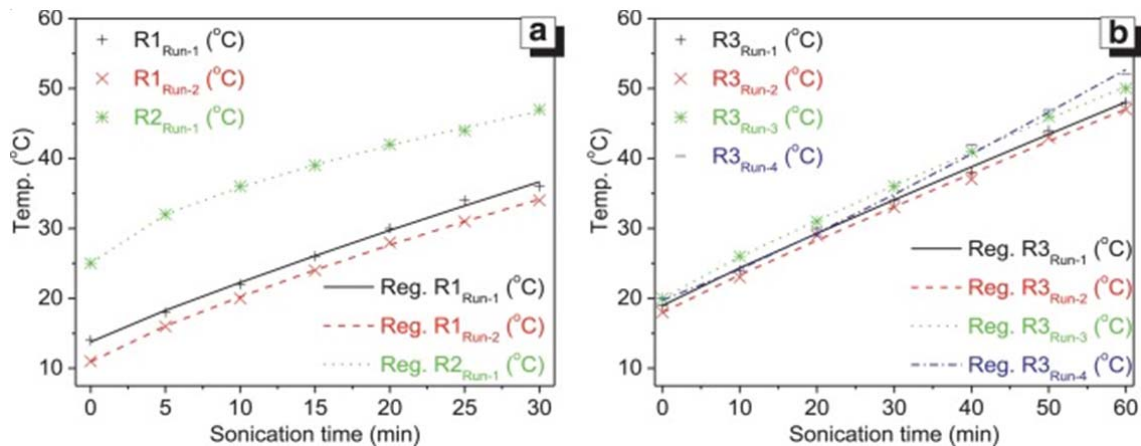 a
60
50
40
30
20
10
Temp. (°C)
R1Run-1 (°C)
R1Run-2 (°C)
R2Run-1 (°C)
Reg. R1Run-1 (°C)
Reg. R1Run-2 (°C)
Reg. R2Run-1 (°C)
0 5 10 15 20 25 30
Sonication time (min)
b
60
50
40
30
20
10
Temp. (°C)
R3Run-1 (°C)
R3Run-2 (°C)
R3Run-3 (°C)
R3Run-4 (°C)
Reg. R3Run-1 (°C)
Reg. R3Run-2 (°C)
Reg. R3Run-3 (°C)
Reg. R3Run-4 (°C)
0 10 20 30 40 50 60
Sonication time (min)